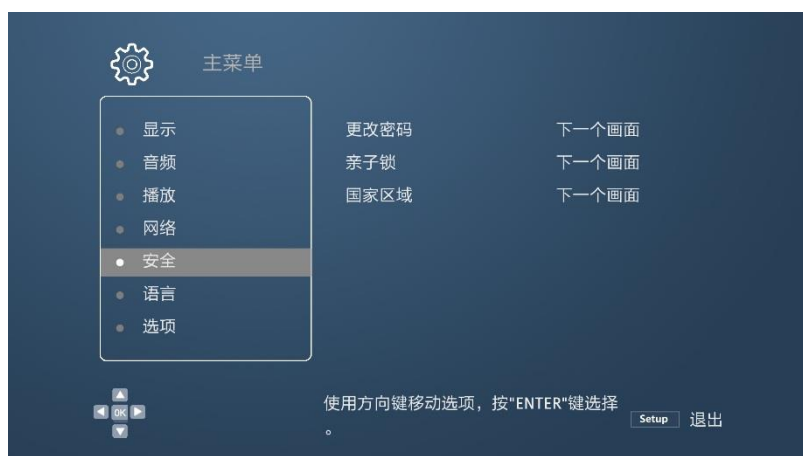 主菜单
显示
音频
播放
网络
安全
语言
选项
更改密码 下一个画面
亲子锁 下一个画面
国家区域 下一个画面
OK
使用方向键移动选项，按"ENTER"键选择
。
Setup 退出